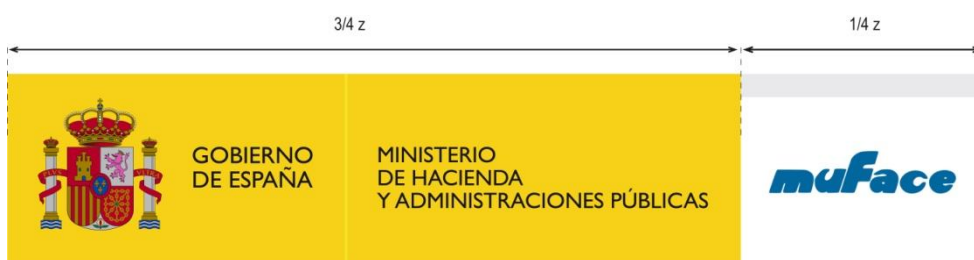 3/4 z
1/4 z
GOBIERNO
DE ESPAÑA
MINISTERIO
DE HACIENDA
Y ADMINISTRACIONES PÚBLICAS
muface